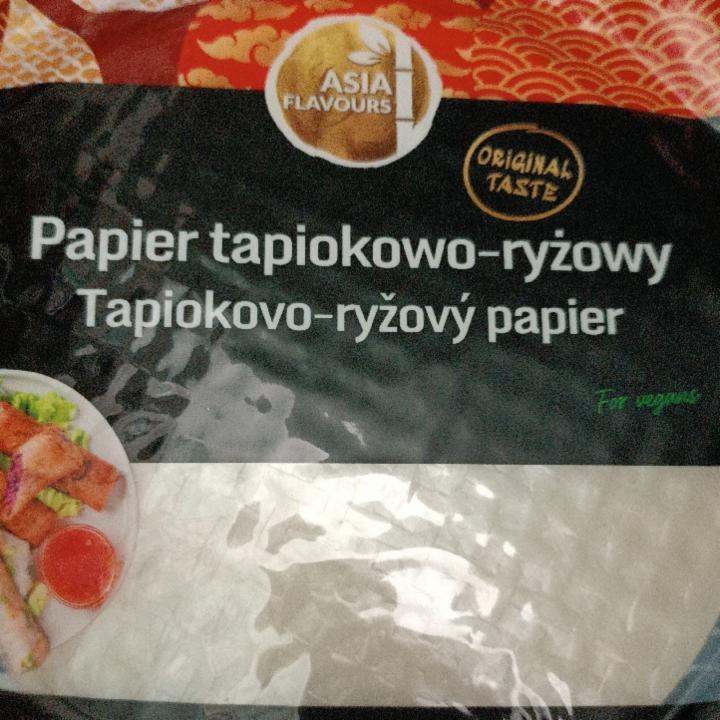 ASIA
FLAVOURS
ORIGINAL
TASTE
Papier tapiokowo-ryżowy
Tapiokovo-ryžový papier
For vegans